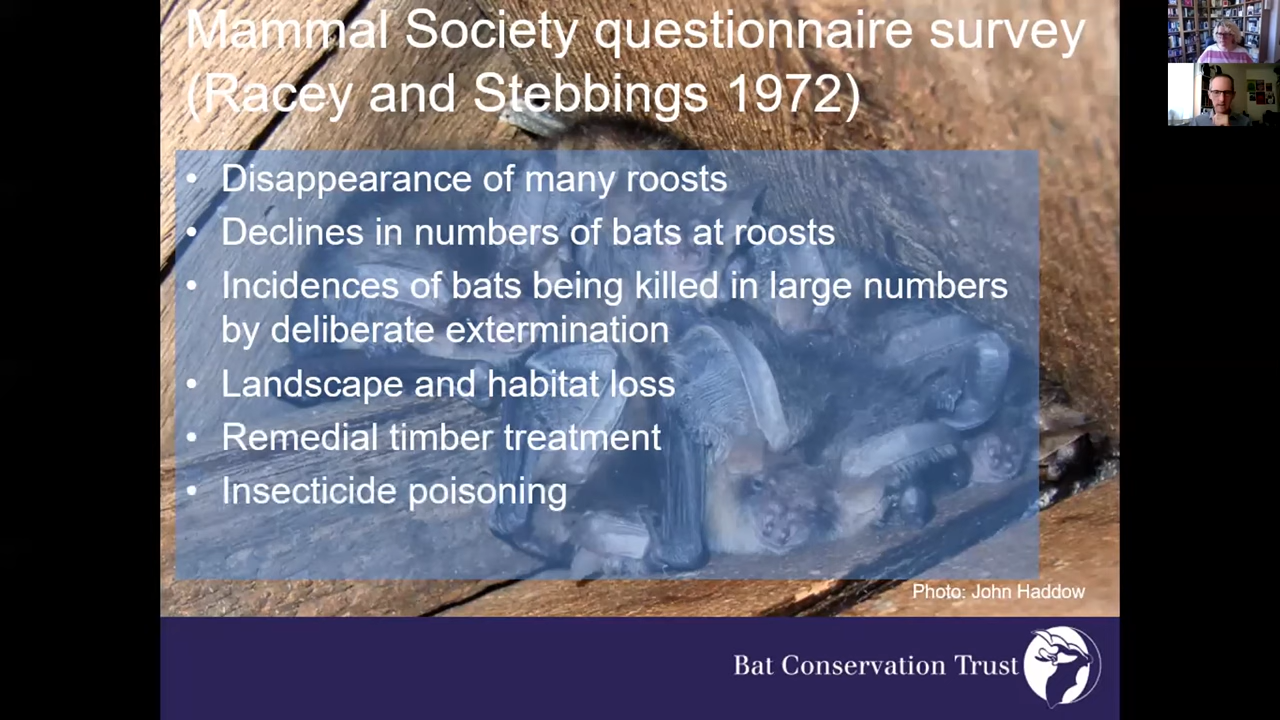 Mammal Society questionnaire survey
(Racey and Stebbings 1972)
• Disappearance of many roosts
• Declines in numbers of bats at roosts
• Incidences of bats being killed in large numbers
by deliberate extermination
• Landscape and habitat loss
• Remedial timber treatment
• Insecticide poisoning
Photo: John Haddow
Bat Conservation Trust